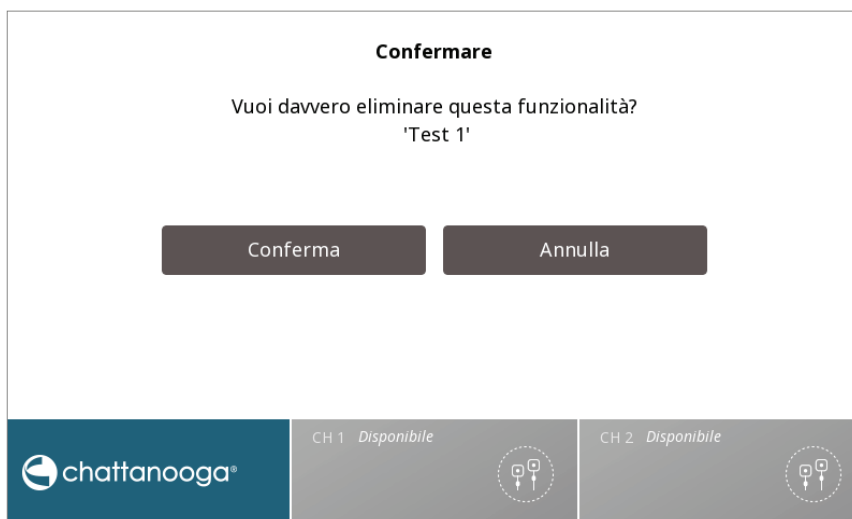 Confermare
Vuoi davvero eliminare questa funzionalità?
'Test 1'
Conferma
Annulla
chattanooga®
CH 1 Disponibile
CH 2 Disponibile